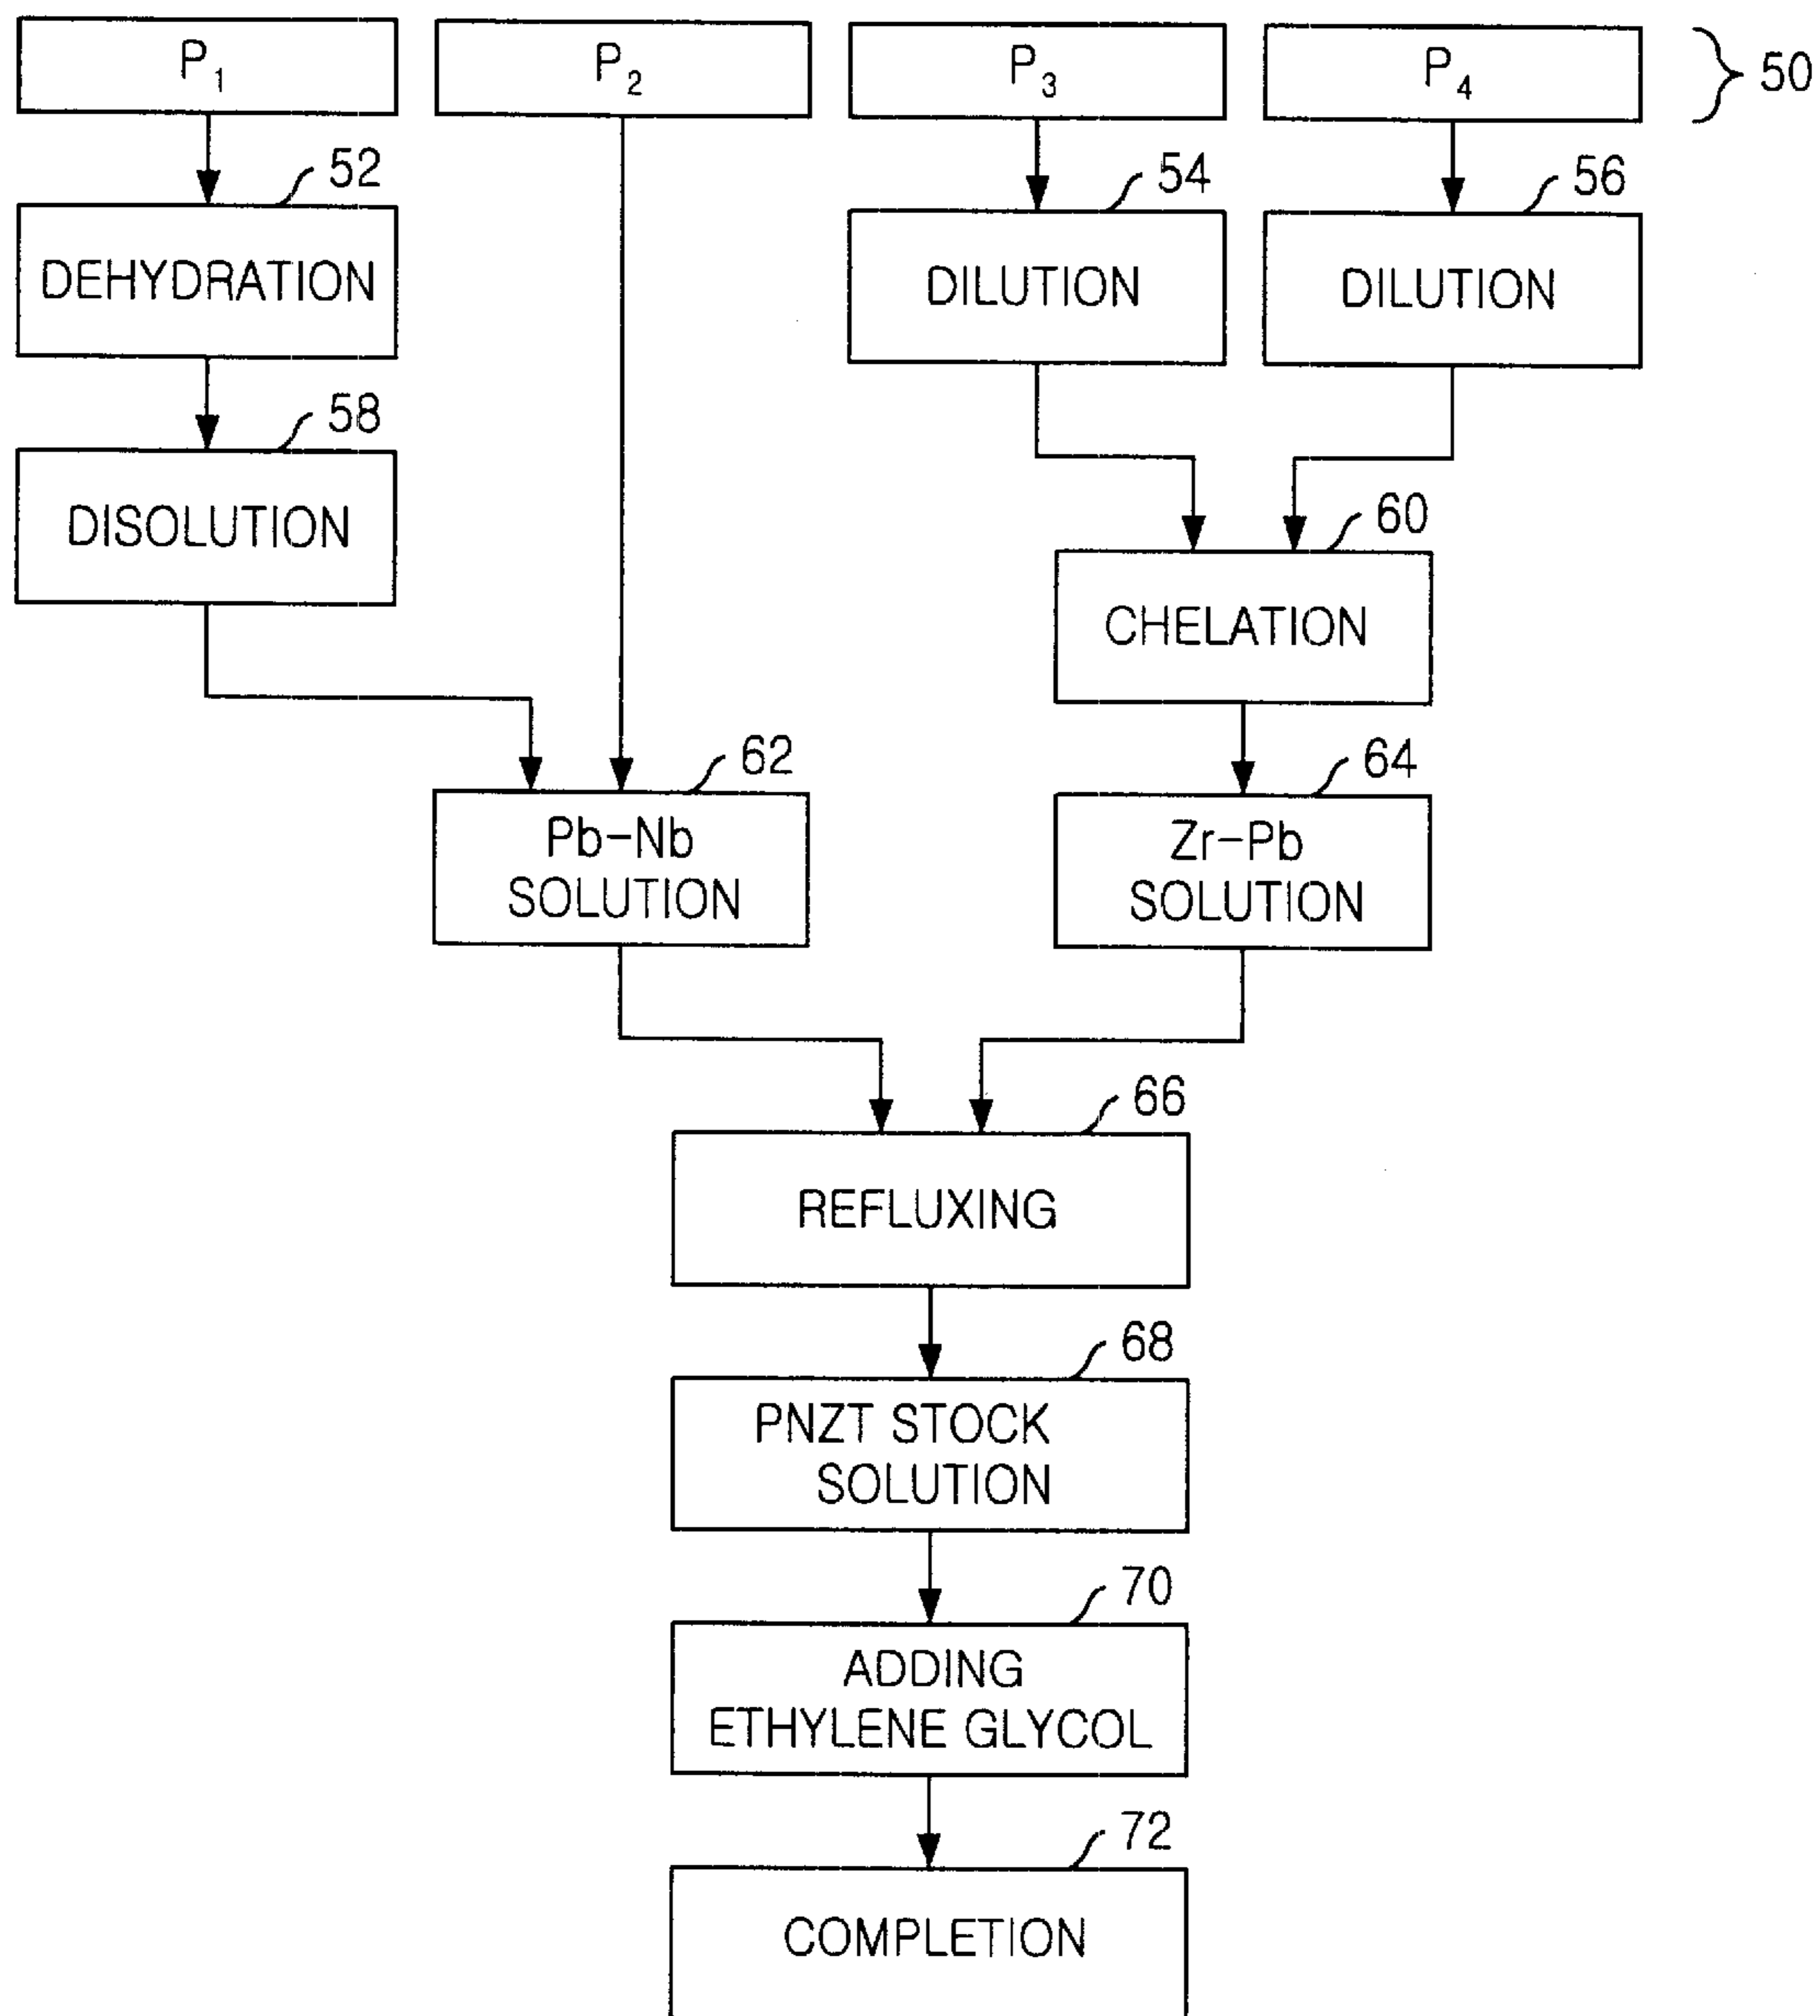 P1 P2 P3 P4 50
52 54 56
DEHYDRATION DILUTION DILUTION
58
DISOLUTION
60
CHELATION
62 64
Pb-Nb
SOLUTION
Zr-Pb
SOLUTION
66
REFLUXING
68
PNZT STOCK
SOLUTION
70
ADDING
ETHYLENE GLYCOL
72
COMPLETION